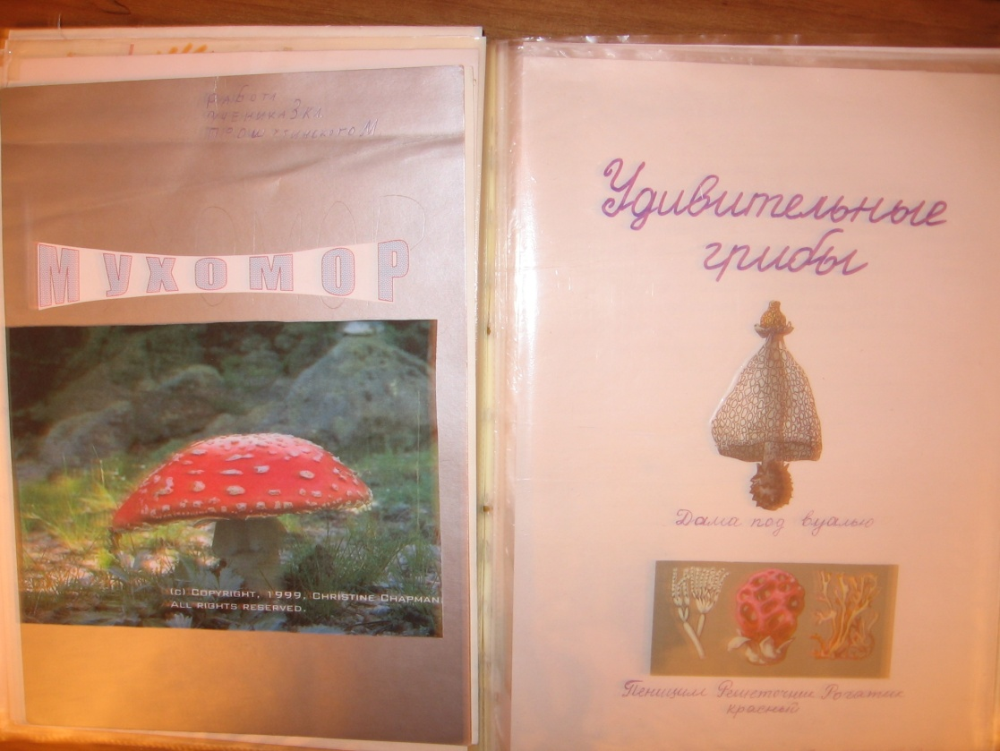 работа
ученика 3 кл.
МУХОМОР
(c) COPYRIGHT, 1999, CHRISTINE CHAPMAN
ALL RIGHTS RESERVED.
Удивительные
грибы
Дама под вуалью
Пеницилл Решеточник Рогатик
красный